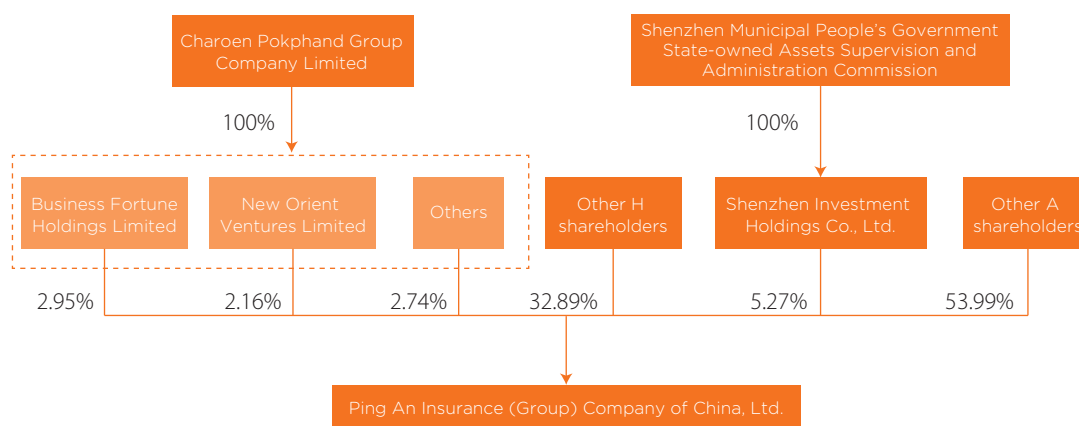 Charoen Pokphand Group
Company Limited
Shenzhen Municipal People’s Government
State-owned Assets Supervision and
Administration Commission
100%
100%
Business Fortune
Holdings Limited
New Orient
Ventures Limited
Others
Other H
shareholders
Shenzhen Investment
Holdings Co., Ltd.
Other A
shareholders
2.95%
2.16%
2.74%
32.89%
5.27%
53.99%
Ping An Insurance (Group) Company of China, Ltd.